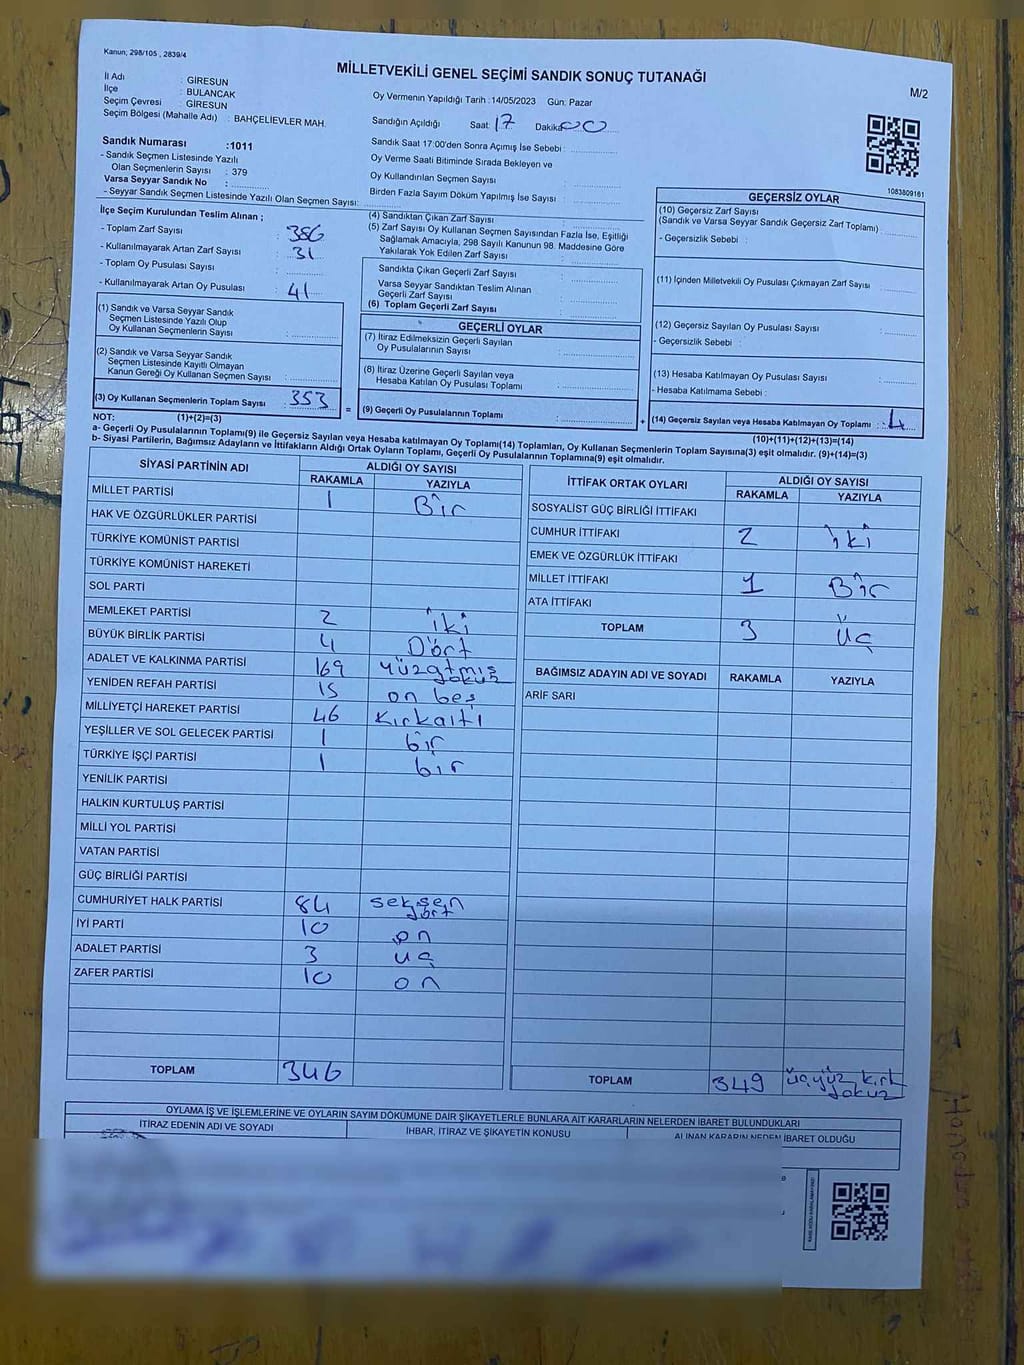 Kanun; 298/105 , 2839/4
MİLLETVEKİLİ GENEL SEÇİMİ SANDIK SONUÇ TUTANAĞI
M/2
İl Adı : GİRESUN
İlçe : BULANCAK
Seçim Çevresi : GİRESUN
Seçim Bölgesi (Mahalle Adı) : BAHÇELİEVLER MAH.
Sandık Numarası :1011
- Sandık Seçmen Listesinde Yazılı
Olan Seçmenlerin Sayısı : 379
Varsa Seyyar Sandık No :
- Seyyar Sandık Seçmen Listesinde Yazılı Olan Seçmen Sayısı:
Oy Vermenin Yapıldığı Tarih :14/05/2023 Gün: Pazar
Sandığın Açıldığı Saat: 17 Dakika: 00
Sandık Saat 17:00'den Sonra Açımış İse Sebebi :
Oy Verme Saati Bitiminde Sırada Bekleyen ve
Oy Kullandırılan Seçmen Sayısı :
Birden Fazla Sayım Döküm Yapılmış İse Sayısı :
1083809161
İlçe Seçim Kurulundan Teslim Alınan ;
- Toplam Zarf Sayısı : 386
- Kullanılmayarak Artan Zarf Sayısı : 31
- Toplam Oy Pusulası Sayısı :
- Kullanılmayarak Artan Oy Pusulası : 41
(1) Sandık ve Varsa Seyyar Sandık
Seçmen Listesinde Yazılı Olup
Oy Kullanan Seçmenlerin Sayısı :
(2) Sandık ve Varsa Seyyar Sandık
Seçmen Listesinde Kayıtlı Olmayan
Kanun Gereği Oy Kullanan Seçmen Sayısı :
(3) Oy Kullanan Seçmenlerin Toplam Sayısı : 353
(4) Sandıktan Çıkan Zarf Sayısı :
(5) Zarf Sayısı Oy Kullanan Seçmen Sayısından Fazla İse, Eşitliği
Sağlamak Amacıyla, 298 Sayılı Kanunun 98. Maddesine Göre
Yakılarak Yok Edilen Zarf Sayısı :
Sandıkta Çıkan Geçerli Zarf Sayısı :
Varsa Seyyar Sandıktan Teslim Alınan
Geçerli Zarf Sayısı :
(6) Toplam Geçerli Zarf Sayısı :
GEÇERLİ OYLAR
(7) İtiraz Edilmeksizin Geçerli Sayılan
Oy Pusulalarının Sayısı :
(8) İtiraz Üzerine Geçerli Sayılan veya
Hesaba Katılan Oy Pusulası Toplamı :
= (9) Geçerli Oy Pusulalarının Toplamı : +
GEÇERSİZ OYLAR
(10) Geçersiz Zarf Sayısı
(Sandık ve Varsa Seyyar Sandık Geçersiz Zarf Toplamı) :
- Geçersizlik Sebebi :
(11) İçinden Milletvekili Oy Pusulası Çıkmayan Zarf Sayısı :
(12) Geçersiz Sayılan Oy Pusulası Sayısı :
- Geçersizlik Sebebi :
(13) Hesaba Katılmayan Oy Pusulası Sayısı :
- Hesaba Katılmama Sebebi :
(14) Geçersiz Sayılan veya Hesaba Katılmayan Oy Toplamı : 4
NOT: (1)+(2)=(3) (10)+(11)+(12)+(13)=(14)
a- Geçerli Oy Pusulalarının Toplamı(9) ile Geçersiz Sayılan veya Hesaba katılmayan Oy Toplamı(14) Toplamları, Oy Kullanan Seçmenlerin Toplam Sayısına(3) eşit olmalıdır. (9)+(14)=(3)
b- Siyasi Partilerin, Bağımsız Adayların ve İttifakların Aldığı Ortak Oyların Toplamı, Geçerli Oy Pusulalarının Toplamına(9) eşit olmalıdır.
SİYASİ PARTİNİN ADI ALDIĞI OY SAYISI
RAKAMLA YAZIYLA
MİLLET PARTİSİ 1 Bir
HAK VE ÖZGÜRLÜKLER PARTİSİ
TÜRKİYE KOMÜNİST PARTİSİ
TÜRKİYE KOMÜNİST HAREKETİ
SOL PARTİ
MEMLEKET PARTİSİ 2 iki
BÜYÜK BİRLİK PARTİSİ 4 Dört
ADALET VE KALKINMA PARTİSİ 169 yüzatmış dokuz
YENİDEN REFAH PARTİSİ 15 on beş
MİLLİYETÇİ HAREKET PARTİSİ 46 Kırkaltı
YEŞİLLER VE SOL GELECEK PARTİSİ 1 bir
TÜRKİYE İŞÇİ PARTİSİ 1 bir
YENİLİK PARTİSİ
HALKIN KURTULUŞ PARTİSİ
MİLLİ YOL PARTİSİ
VATAN PARTİSİ
GÜÇ BİRLİĞİ PARTİSİ
CUMHURİYET HALK PARTİSİ 84 seksen dört
İYİ PARTİ 10 on
ADALET PARTİSİ 3 üç
ZAFER PARTİSİ 10 on
TOPLAM 346
İTTİFAK ORTAK OYLARI ALDIĞI OY SAYISI
RAKAMLA YAZIYLA
SOSYALİST GÜÇ BİRLİĞİ İTTİFAKI
CUMHUR İTTİFAKI 2 iki
EMEK VE ÖZGÜRLÜK İTTİFAKI
MİLLET İTTİFAKI 1 Bir
ATA İTTİFAKI
TOPLAM 3 üç
BAĞIMSIZ ADAYIN ADI VE SOYADI RAKAMLA YAZIYLA
ARİF SARI
TOPLAM 349 üçyüz kırk dokuz
OYLAMA İŞ VE İŞLEMLERİNE VE OYLARIN SAYIM DÖKÜMÜNE DAİR ŞİKAYETLERLE BUNLARA AİT KARARLARIN NELERDEN İBARET BULUNDUKLARI
İTİRAZ EDENİN ADI VE SOYADI İHBAR, İTİRAZ VE ŞİKAYETİN KONUSU ALINAN KARARIN NEDEN İBARET OLDUĞU